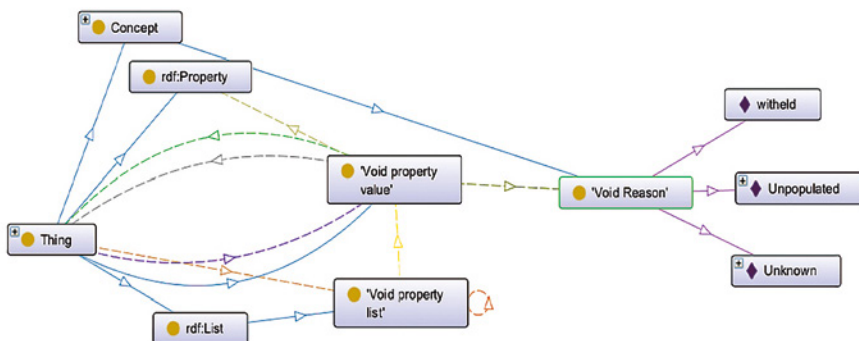 Concept
rdf:Property
witheld
'Void property
value'
'Void Reason'
Unpopulated
Thing
Unknown
'Void property
list'
rdf:List